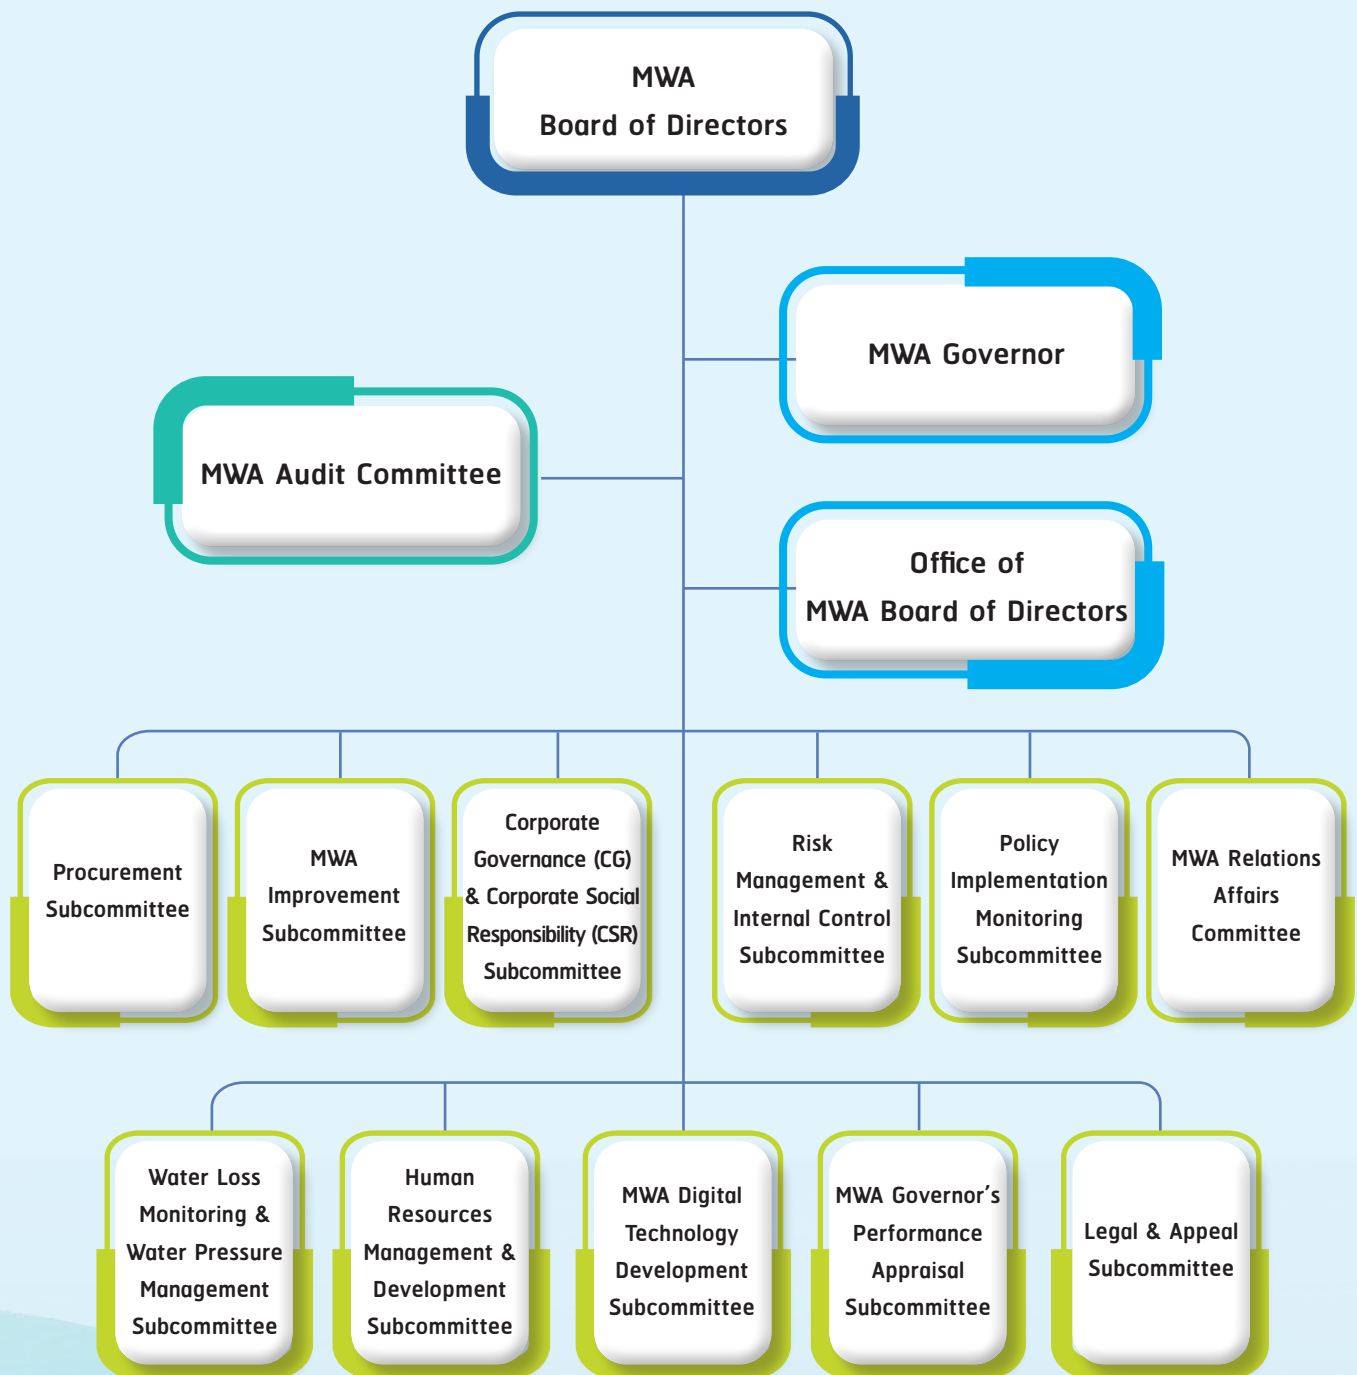 MWA
Board of Directors
MWA Governor
MWA Audit Committee
Office of
MWA Board of Directors
Procurement
Subcommittee
MWA
Improvement
Subcommittee
Corporate
Governance (CG)
& Corporate Social
Responsibility (CSR)
Subcommittee
Risk
Management &
Internal Control
Subcommittee
Policy
Implementation
Monitoring
Subcommittee
MWA Relations
Affairs
Committee
Water Loss
Monitoring &
Water Pressure
Management
Subcommittee
Human
Resources
Management &
Development
Subcommittee
MWA Digital
Technology
Development
Subcommittee
MWA Governor's
Performance
Appraisal
Subcommittee
Legal & Appeal
Subcommittee